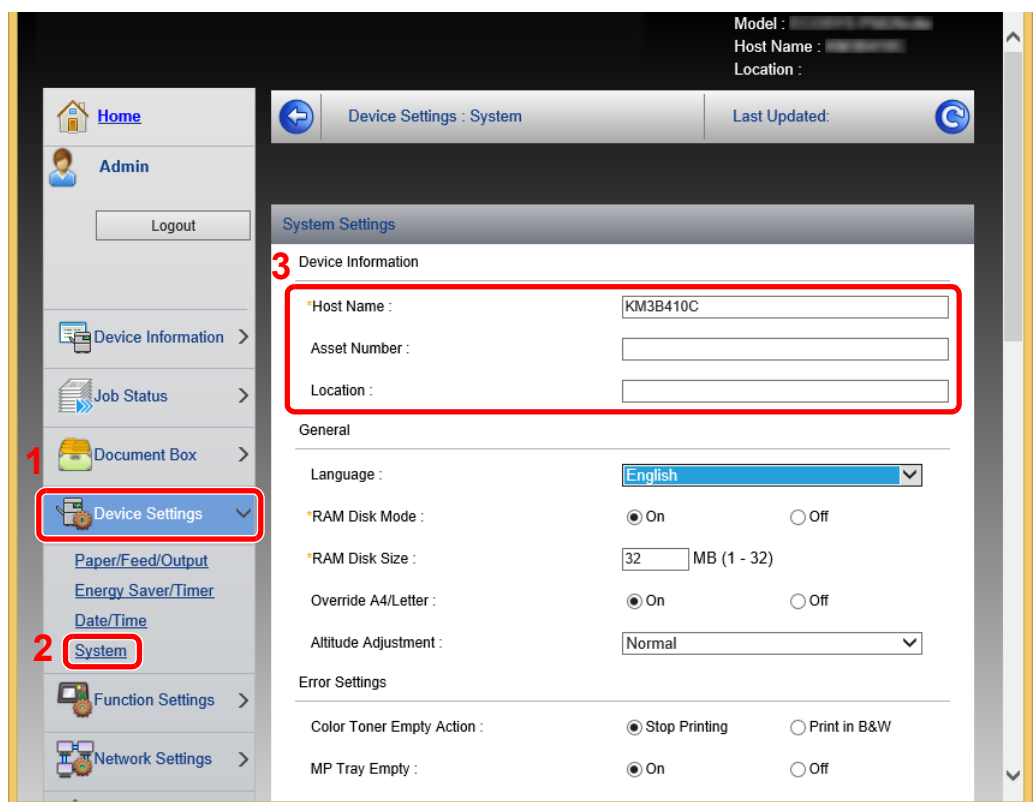 Model :
Host Name :
Location :
Home
Device Settings : System
Last Updated:
Admin
Logout
System Settings
3
Device Information
*Host Name :
KM3B410C
Asset Number :
Location :
Device Information
Job Status
1
Document Box
Device Settings
Paper/Feed/Output
Energy Saver/Timer
Date/Time
2
System
Function Settings
Network Settings
General
Language :
English
*RAM Disk Mode :
On
Off
*RAM Disk Size :
32
MB (1 - 32)
Override A4/Letter :
On
Off
Altitude Adjustment :
Normal
Error Settings
Color Toner Empty Action :
Stop Printing
Print in B&W
MP Tray Empty :
On
Off